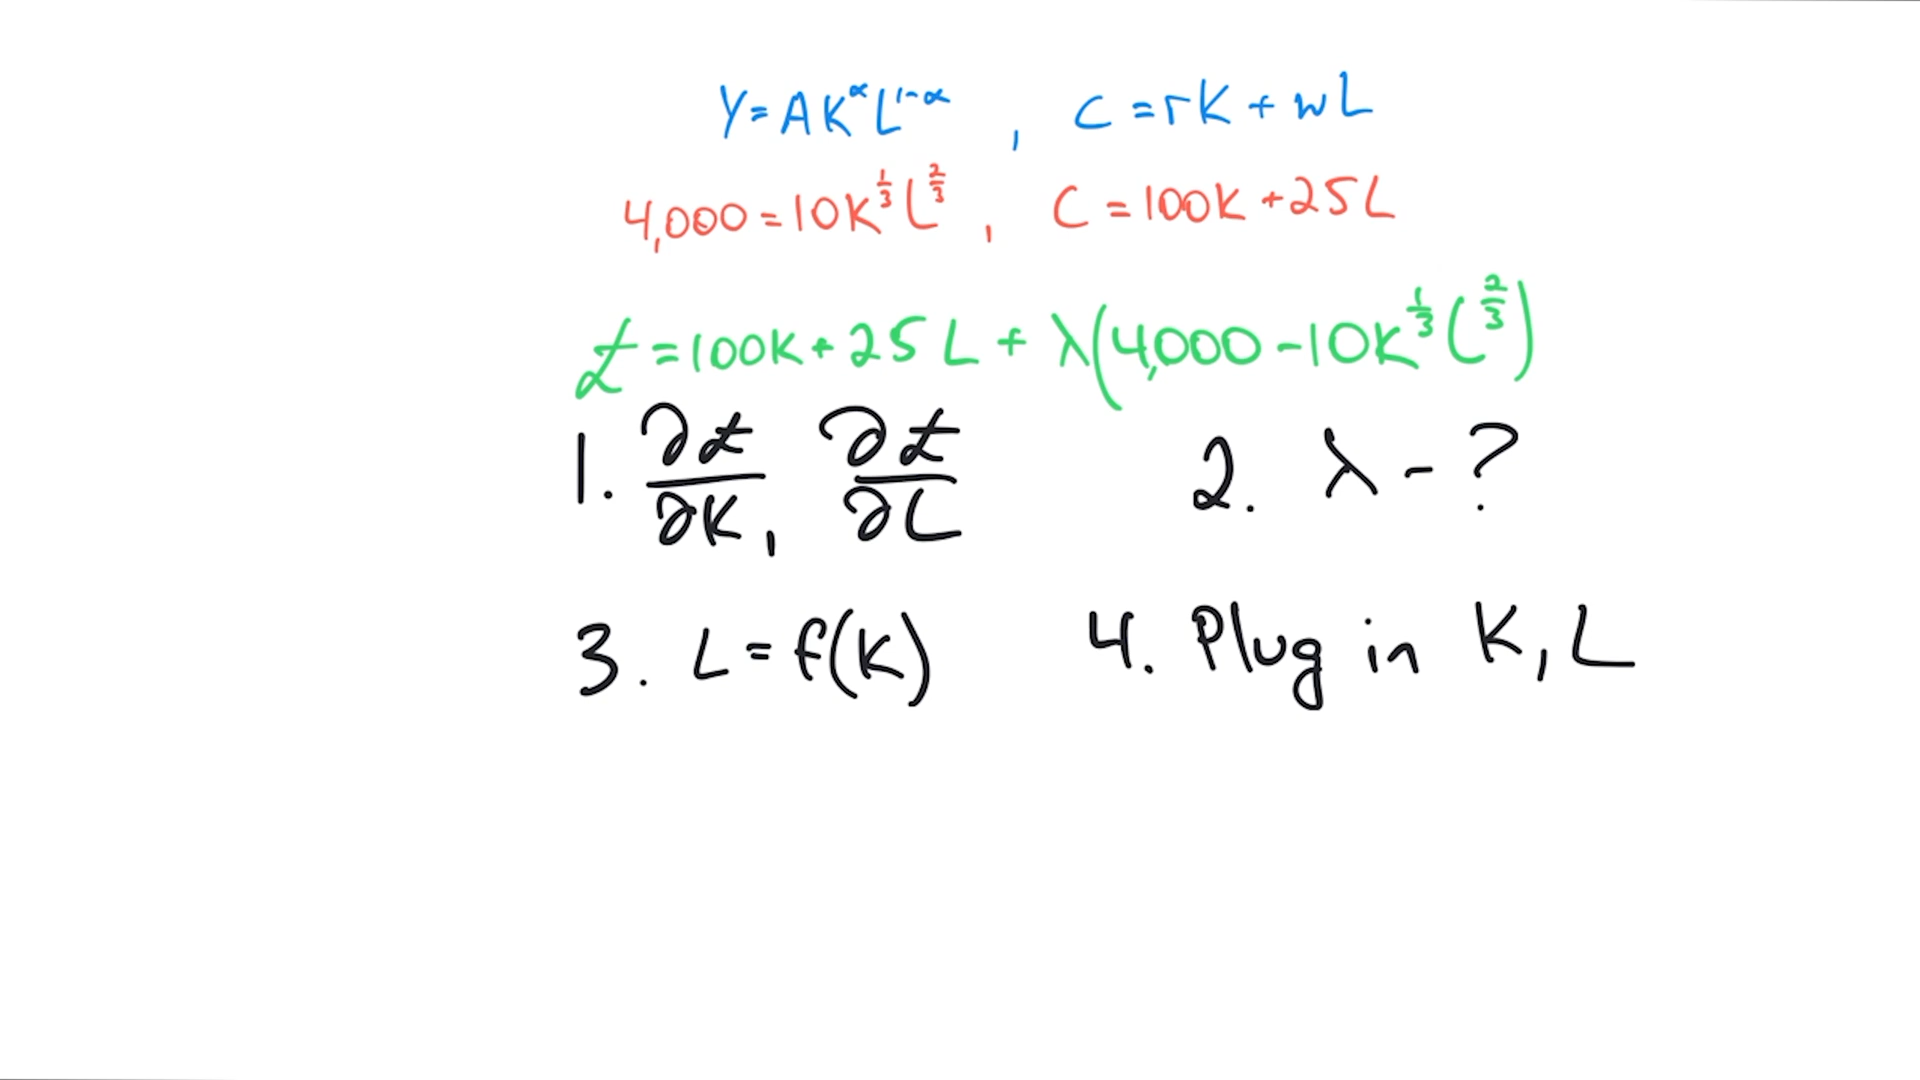 Y=AK^α L^1-α , C=rK+wL
4,000=10K^1/3 L^2/3 , C=100K+25L
ℒ=100K+25L+λ(4,000-10K^1/3 L^2/3)
1. ∂ℒ/∂K, ∂ℒ/∂L 2. λ-?
3. L=f(K) 4. Plug in K, L